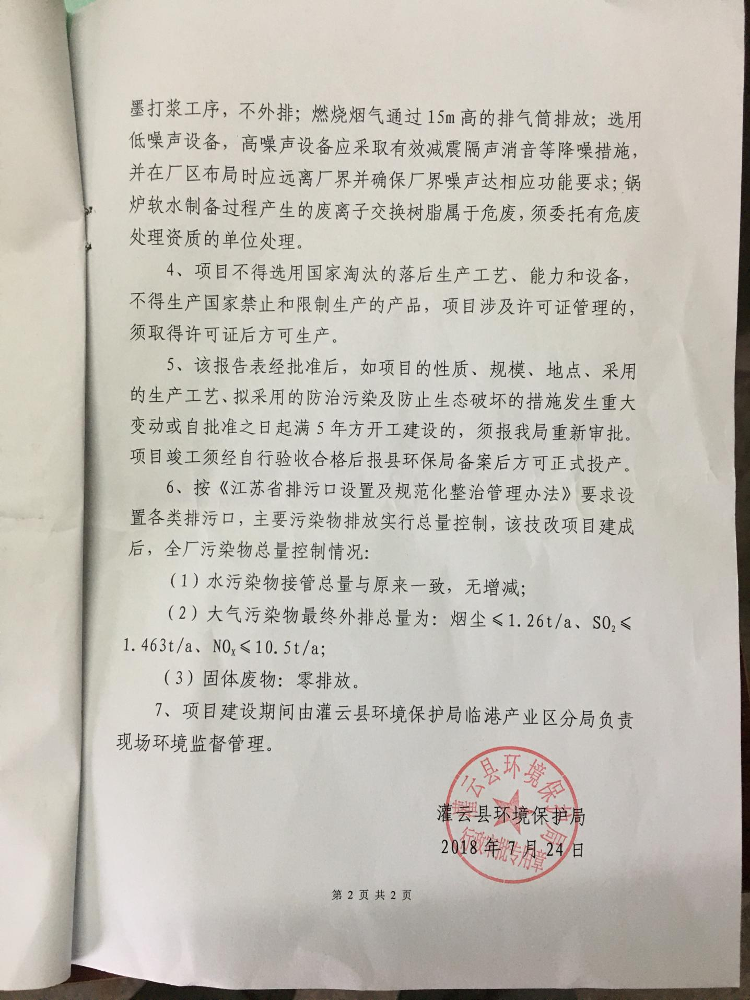 墨打浆工序，不外排；燃烧烟气通过15m高的排气筒排放；选用
低噪声设备，高噪声设备应采取有效减震隔声消音等降噪措施，
并在厂区布局时应远离厂界并确保厂界噪声达相应功能要求；锅
炉软水制备过程产生的废离子交换树脂属于危废，须委托有危废
处理资质的单位处理。
4、项目不得选用国家淘汰的落后生产工艺、能力和设备，
不得生产国家禁止和限制生产的产品，项目涉及许可证管理的，
须取得许可证后方可生产。
5、该报告表经批准后，如项目的性质、规模、地点、采用
的生产工艺、拟采用的防治污染及防止生态破坏的措施发生重大
变动或自批准之日起满5年方开工建设的，须报我局重新审批。
项目竣工须经自行验收合格后报县环保局备案后方可正式投产。
6、按《江苏省排污口设置及规范化整治管理办法》要求设
置各类排污口，主要污染物排放实行总量控制，该技改项目建成
后，全厂污染物总量控制情况：
（1）水污染物接管总量与原来一致，无增减；
（2）大气污染物最终外排总量为：烟尘≤1.26t/a、SO₂≤
1.463t/a、NOₓ≤10.5t/a；
（3）固体废物：零排放。
7、项目建设期间由灌云县环境保护局临港产业区分局负责
现场环境监督管理。
灌云县环境保护局
灌云县环境保护局
2018年7月24日
行政审批专用章
第2页共2页